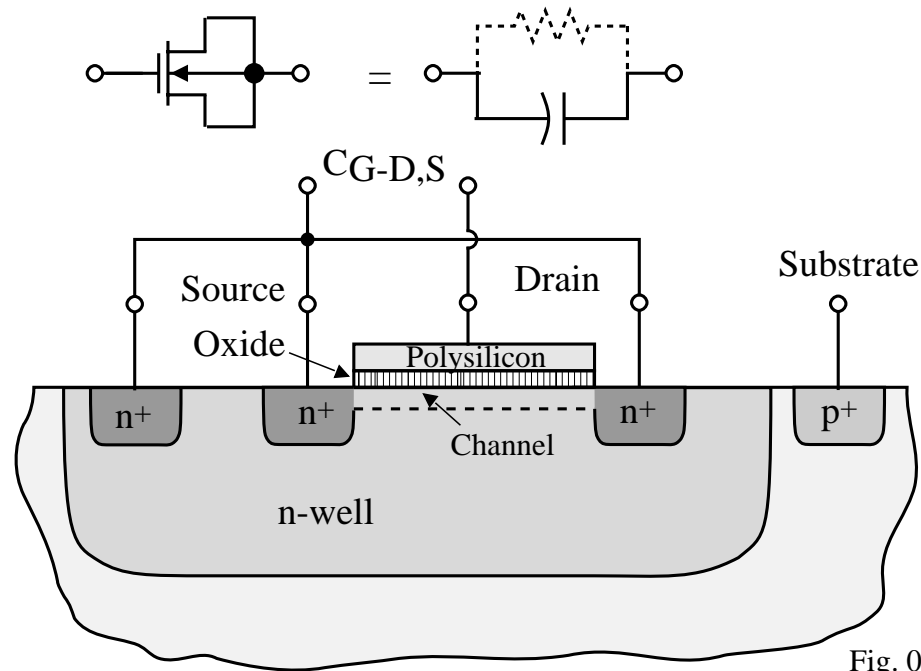 =
CG-D,S
Substrate
Source
Drain
Oxide
Polysilicon
n+
n+
n+
p+
Channel
n-well
Fig. 0